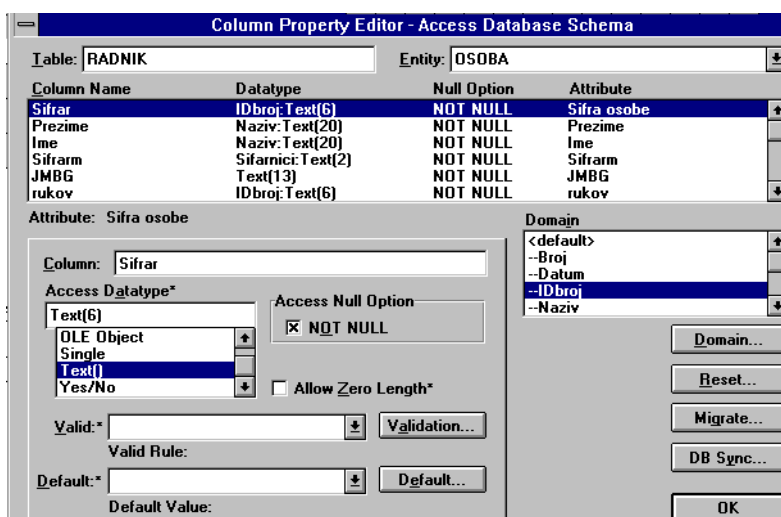 Column Property Editor - Access Database Schema
Table: RADNIK Entity: OSOBA
Column Name Datatype Null Option Attribute
Sifrar IDbroj:Text(6) NOT NULL Sifra osobe
Prezime Naziv:Text(20) NOT NULL Prezime
Ime Naziv:Text(20) NOT NULL Ime
Sifrarm Sifarnici:Text(2) NOT NULL Sifrarm
JMBG Text(13) NOT NULL JMBG
rukov IDbroj:Text(6) NOT NULL rukov
Attribute: Sifra osobe
Domain
<default>
--Broj
--Datum
--IDbroj
--Naziv
Column: Sifrar
Access Datatype*
Text(6)
OLE Object
Single
Text()
Yes/No
Access Null Option
NOT NULL
Allow Zero Length*
Valid:* Validation...
Valid Rule:
Default:* Default...
Default Value:
Domain...
Reset...
Migrate...
DB Sync...
OK